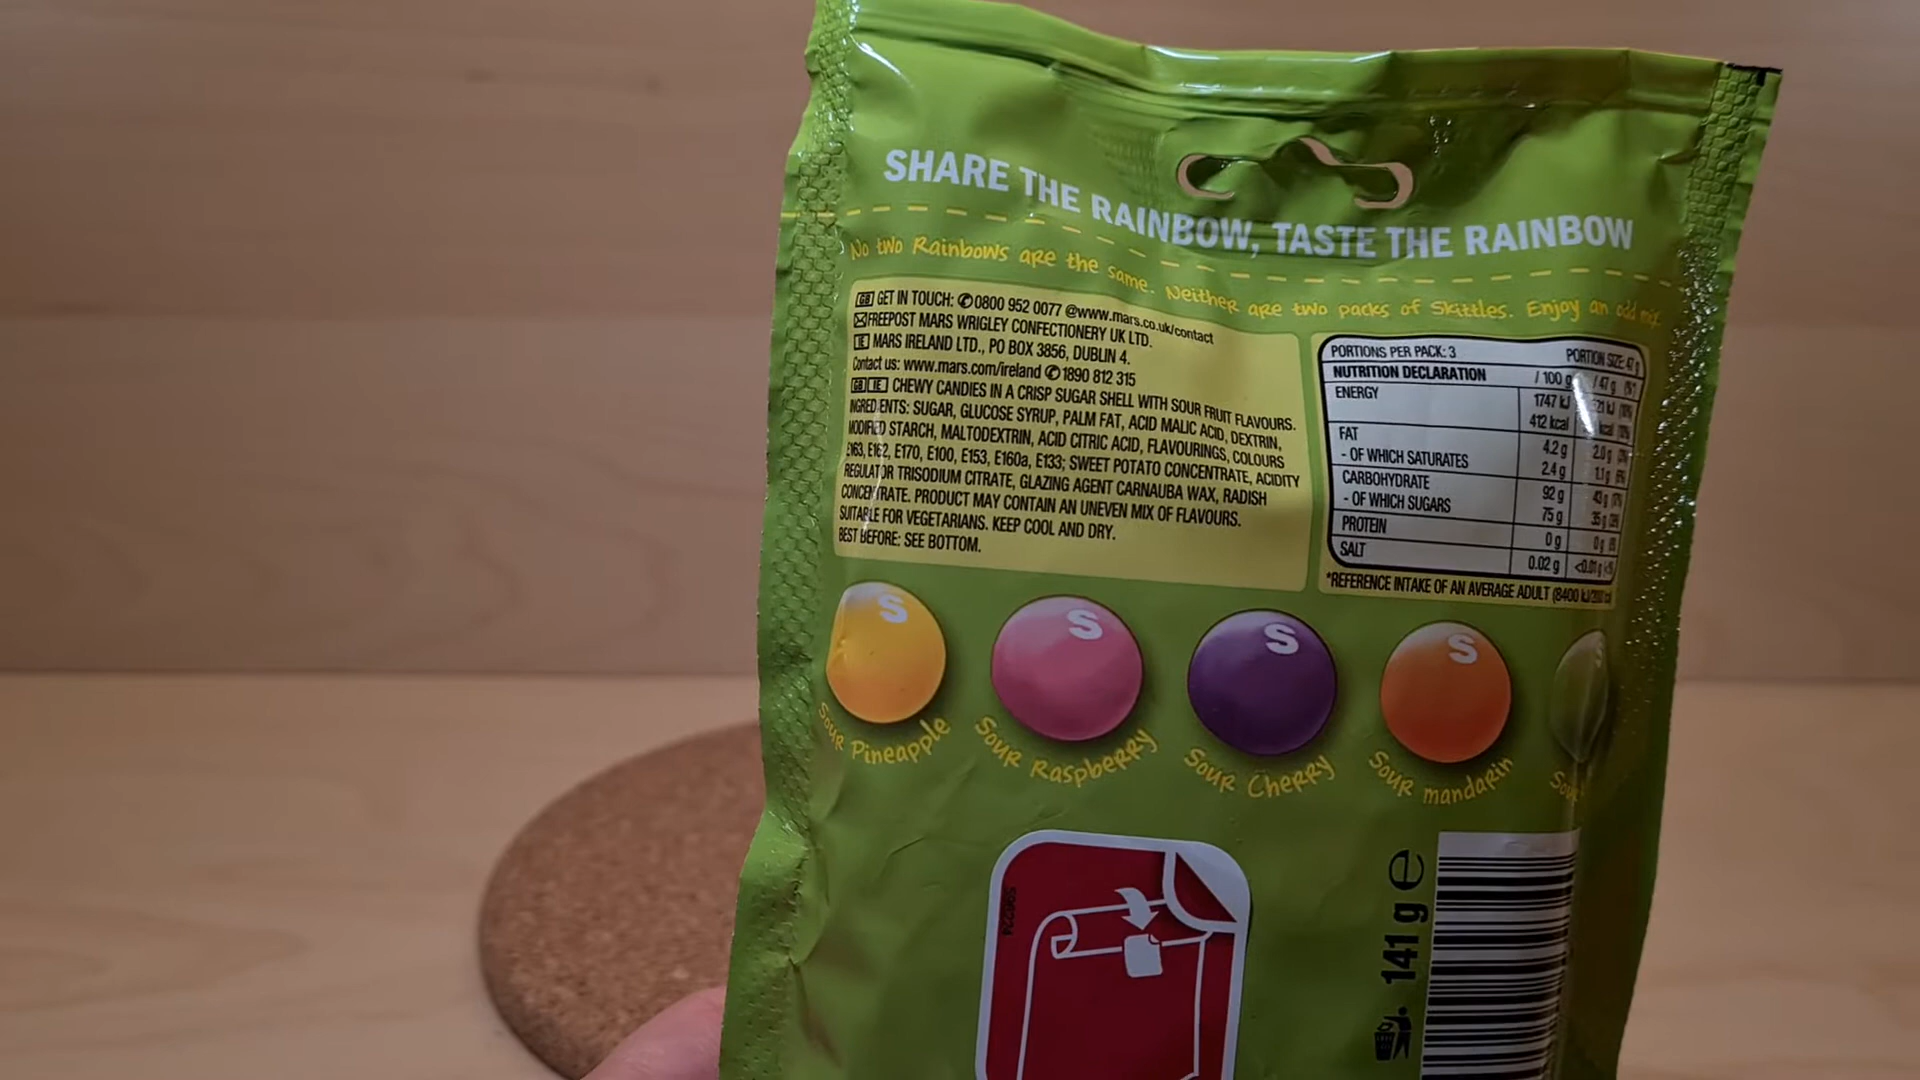 SHARE THE RAINBOW, TASTE THE RAINBOW
No two Rainbows are the same. Neither are two packs of Skittles. Enjoy an odd mix.
GB GET IN TOUCH: ✆0800 952 0077 @www.mars.co.uk/contact
✉FREEPOST MARS WRIGLEY CONFECTIONERY UK LTD.
IE MARS IRELAND LTD., PO BOX 3856, DUBLIN 4.
Contact us: www.mars.com/ireland ✆1890 812 315
GB IE CHEWY CANDIES IN A CRISP SUGAR SHELL WITH SOUR FRUIT FLAVOURS.
INGREDIENTS: SUGAR, GLUCOSE SYRUP, PALM FAT, ACID MALIC ACID, DEXTRIN,
MODIFIED STARCH, MALTODEXTRIN, ACID CITRIC ACID, FLAVOURINGS, COLOURS
E163, E162, E170, E100, E153, E160a, E133; SWEET POTATO CONCENTRATE, ACIDITY
REGULATOR TRISODIUM CITRATE, GLAZING AGENT CARNAUBA WAX, RADISH
CONCENTRATE. PRODUCT MAY CONTAIN AN UNEVEN MIX OF FLAVOURS.
SUITABLE FOR VEGETARIANS. KEEP COOL AND DRY.
BEST BEFORE: SEE BOTTOM.
PORTIONS PER PACK: 3 PORTION SIZE: 47 g
NUTRITION DECLARATION / 100 g / 47 g (%*)
ENERGY 1747 kJ
412 kcal kcal
FAT 4.2 g 2.0 g
- OF WHICH SATURATES 2.4 g 1.1 g
CARBOHYDRATE 92 g 43 g
- OF WHICH SUGARS 75 g 35 g
PROTEIN 0 g 0 g
SALT 0.02 g <0.01 g
*REFERENCE INTAKE OF AN AVERAGE ADULT (8400 kJ/
S S S S
Sour Pineapple
Sour Raspberry
Sour Cherry
Sour mandarin
141 g e